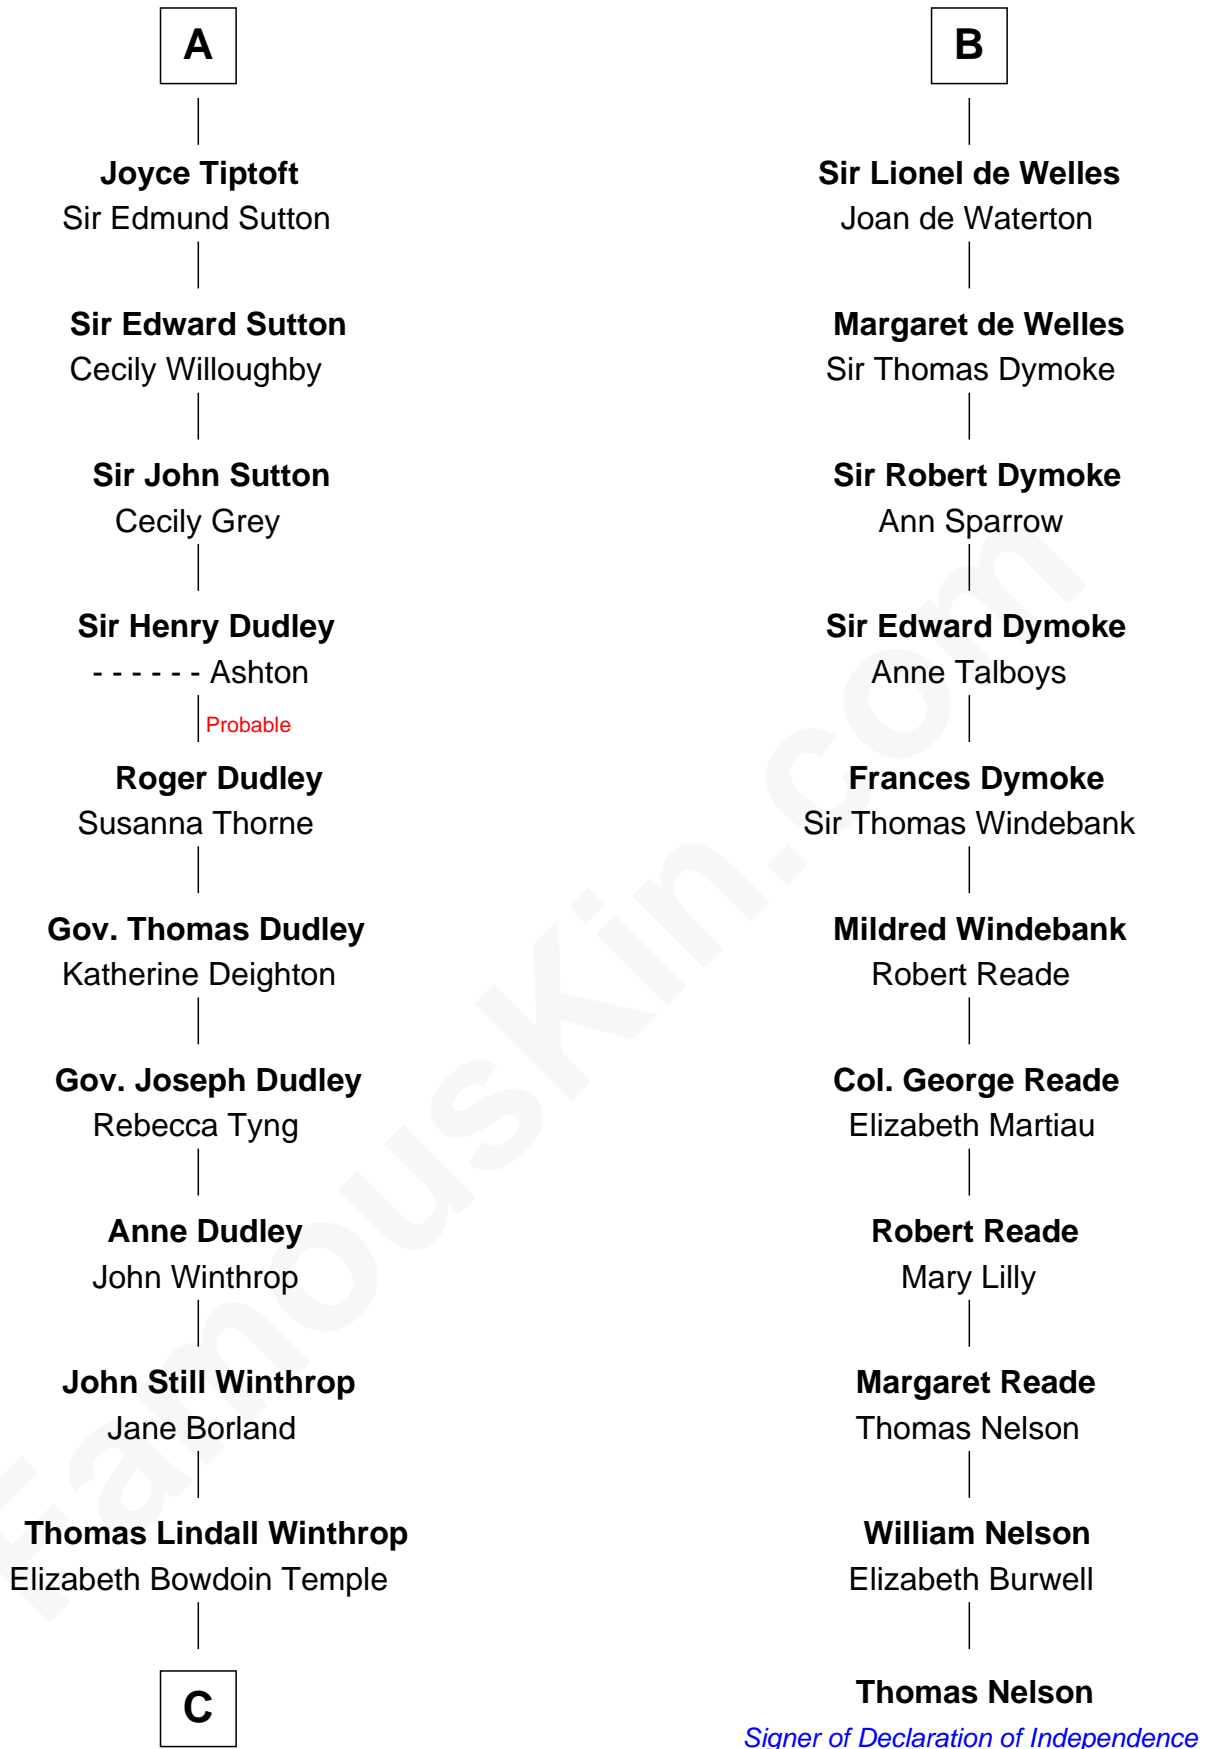 A
Joyce Tiptoft
Sir Edmund Sutton
Sir Edward Sutton
Cecily Willoughby
Sir John Sutton
Cecily Grey
Sir Henry Dudley
- - - - - - Ashton
Probable
Roger Dudley
Susanna Thorne
Gov. Thomas Dudley
Katherine Deighton
Gov. Joseph Dudley
Rebecca Tyng
Anne Dudley
John Winthrop
John Still Winthrop
Jane Borland
Thomas Lindall Winthrop
Elizabeth Bowdoin Temple
C
B
Sir Lionel de Welles
Joan de Waterton
Margaret de Welles
Sir Thomas Dymoke
Sir Robert Dymoke
Ann Sparrow
Sir Edward Dymoke
Anne Talboys
Frances Dymoke
Sir Thomas Windebank
Mildred Windebank
Robert Reade
Col. George Reade
Elizabeth Martiau
Robert Reade
Mary Lilly
Margaret Reade
Thomas Nelson
William Nelson
Elizabeth Burwell
Thomas Nelson
Signer of Declaration of Independence
FamousKin.com